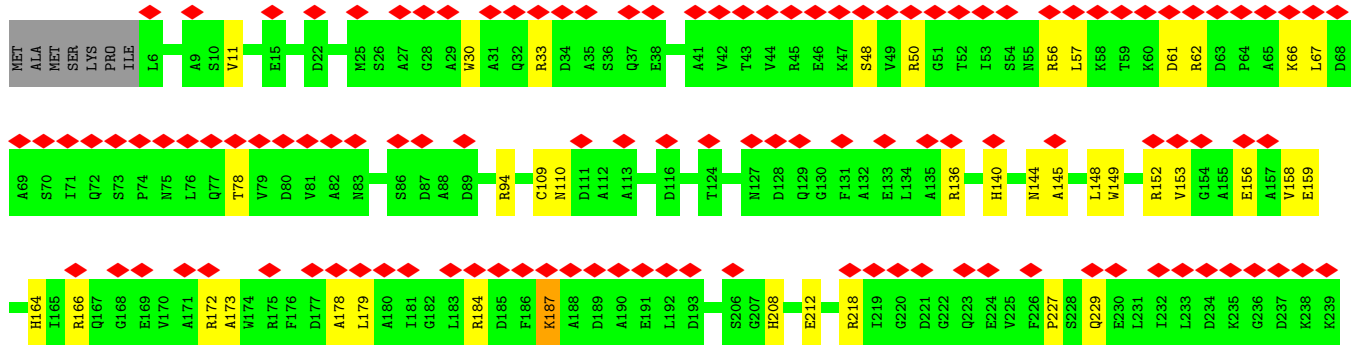 MET ALA MET SER LYS PRO ILE L6 A9 S10 V11 E15 D22 M25 S26 A27 G28 A29 W30 A31 Q32 R33 D34 A35 S36 Q37 E38 A41 V42 T43 V44 R45 E46 K47 S48 V49 R50 G51 T52 I53 S54 N55 R56 L57 K58 T59 K60 D61 R62 D63 P64 A65 K66 L67 D68
A69 S70 I71 Q72 S73 P74 N75 L76 Q77 T78 V79 D80 V81 A82 N83 S86 D87 A88 D89 R94 C109 N110 D111 A112 A113 D116 T124 N127 D128 Q129 G130 F131 A132 E133 L134 A135 R136 H140 N144 A145 L148 W149 R152 V153 G154 A155 E156 A157 V158 E159
H164 I165 R166 Q167 G168 E169 V170 A171 R172 A173 W174 R175 F176 D177 A178 L179 A180 I181 G182 L183 R184 D185 F186 K187 A188 D189 A190 E191 L192 D193 S206 G207 H208 E212 R218 I219 G220 D221 G222 Q223 E224 V225 F226 P227 S228 Q229 E230 L231 I232 L233 D234 K235 G236 D237 K238 K239